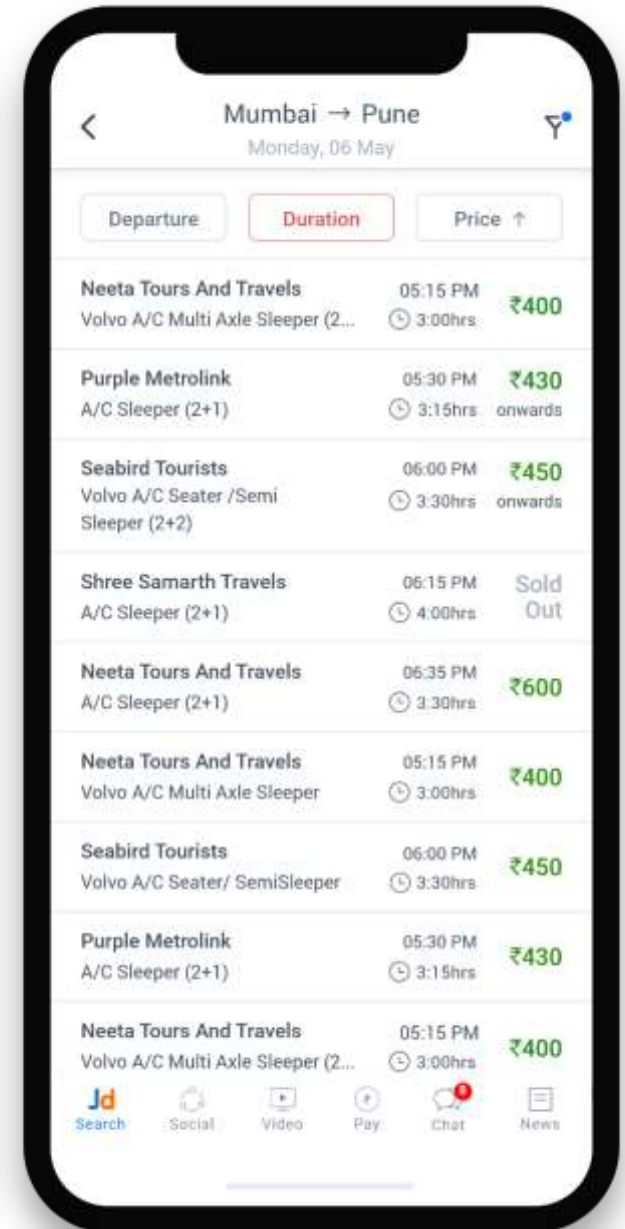 Mumbai → Pune
Monday, 06 May
Departure Duration Price ↑
Neeta Tours And Travels 05:15 PM ₹400
Volvo A/C Multi Axle Sleeper (2... 3:00hrs
Purple Metrolink 05:30 PM ₹430
A/C Sleeper (2+1) 3:15hrs onwards
Seabird Tourists 06:00 PM ₹450
Volvo A/C Seater /Semi 3:30hrs onwards
Sleeper (2+2)
Shree Samarth Travels 06:15 PM Sold
A/C Sleeper (2+1) 4:00hrs Out
Neeta Tours And Travels 06:35 PM ₹600
A/C Sleeper (2+1) 3:30hrs
Neeta Tours And Travels 05:15 PM ₹400
Volvo A/C Multi Axle Sleeper 3:00hrs
Seabird Tourists 06:00 PM ₹450
Volvo A/C Seater/ SemiSleeper 3:30hrs
Purple Metrolink 05:30 PM ₹430
A/C Sleeper (2+1) 3:15hrs
Neeta Tours And Travels 05:15 PM ₹400
Volvo A/C Multi Axle Sleeper (2... 3:00hrs
Jd ₹ 8
Search Social Video Pay Chat News